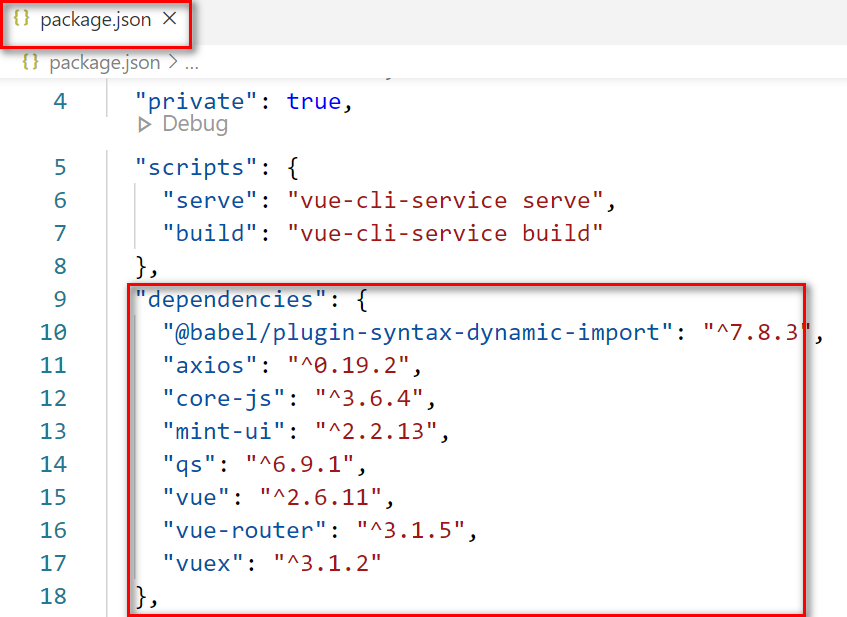 {} package.json ×
{} package.json > ...
4 "private": true,
Debug
5 "scripts": {
6 "serve": "vue-cli-service serve",
7 "build": "vue-cli-service build"
8 },
9 "dependencies": {
10 "@babel/plugin-syntax-dynamic-import": "^7.8.3",
11 "axios": "^0.19.2",
12 "core-js": "^3.6.4",
13 "mint-ui": "^2.2.13",
14 "qs": "^6.9.1",
15 "vue": "^2.6.11",
16 "vue-router": "^3.1.5",
17 "vuex": "^3.1.2"
18 },